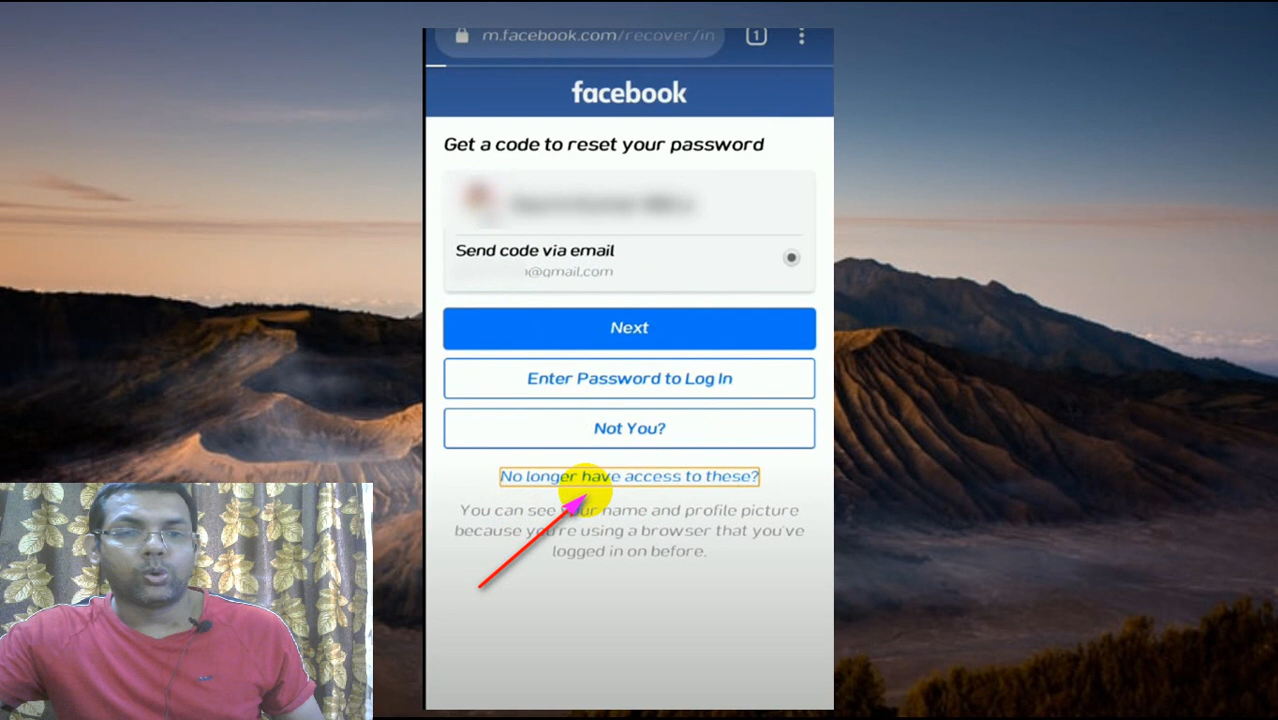 m.facebook.com/recover/in
1
facebook
Get a code to reset your password
Send code via email
@gmail.com
Next
Enter Password to Log In
Not You?
No longer have access to these?
You can see your name and profile picture
because you're using a browser that you've
logged in on before.